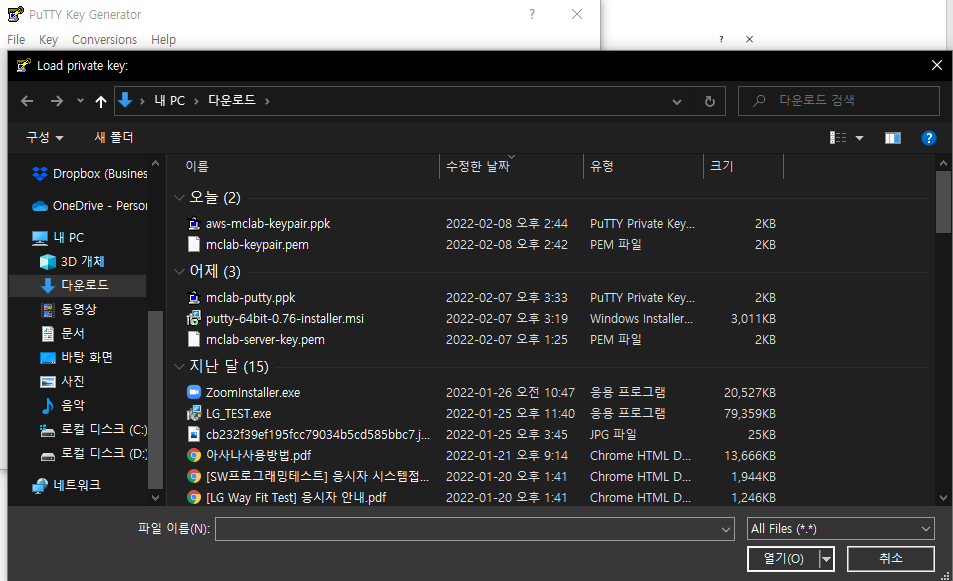 PuTTY Key Generator
?
File Key Conversions Help
?
Load private key:
내 PC > 다운로드 >
다운로드 검색
구성 새 폴더
?
이름 수정한 날짜 유형 크기
Dropbox (Busines
OneDrive - Person
내 PC
3D 개체
다운로드
동영상
문서
바탕 화면
사진
음악
로컬 디스크 (C:)
로컬 디스크 (D:)
네트워크
오늘 (2)
aws-mclab-keypair.ppk 2022-02-08 오후 2:44 PuTTY Private Key... 2KB
mclab-keypair.pem 2022-02-08 오후 2:42 PEM 파일 2KB
어제 (3)
mclab-putty.ppk 2022-02-07 오후 3:33 PuTTY Private Key... 2KB
putty-64bit-0.76-installer.msi 2022-02-07 오후 3:19 Windows Installer... 3,011KB
mclab-server-key.pem 2022-02-07 오후 1:25 PEM 파일 2KB
지난 달 (15)
ZoomInstaller.exe 2022-01-26 오전 10:47 응용 프로그램 20,527KB
LG_TEST.exe 2022-01-25 오후 11:40 응용 프로그램 79,359KB
cb232f39ef195fcc79034b5cd585bbc7.j... 2022-01-25 오후 3:45 JPG 파일 25KB
아사나사용방법.pdf 2022-01-21 오후 9:14 Chrome HTML D... 13,666KB
[SW프로그래밍테스트] 응시자 시스템접... 2022-01-20 오후 1:41 Chrome HTML D... 1,944KB
[LG Way Fit Test] 응시자 안내.pdf 2022-01-20 오후 1:41 Chrome HTML D... 1,246KB
파일 이름(N):
All Files (*.*)
열기(O) 취소